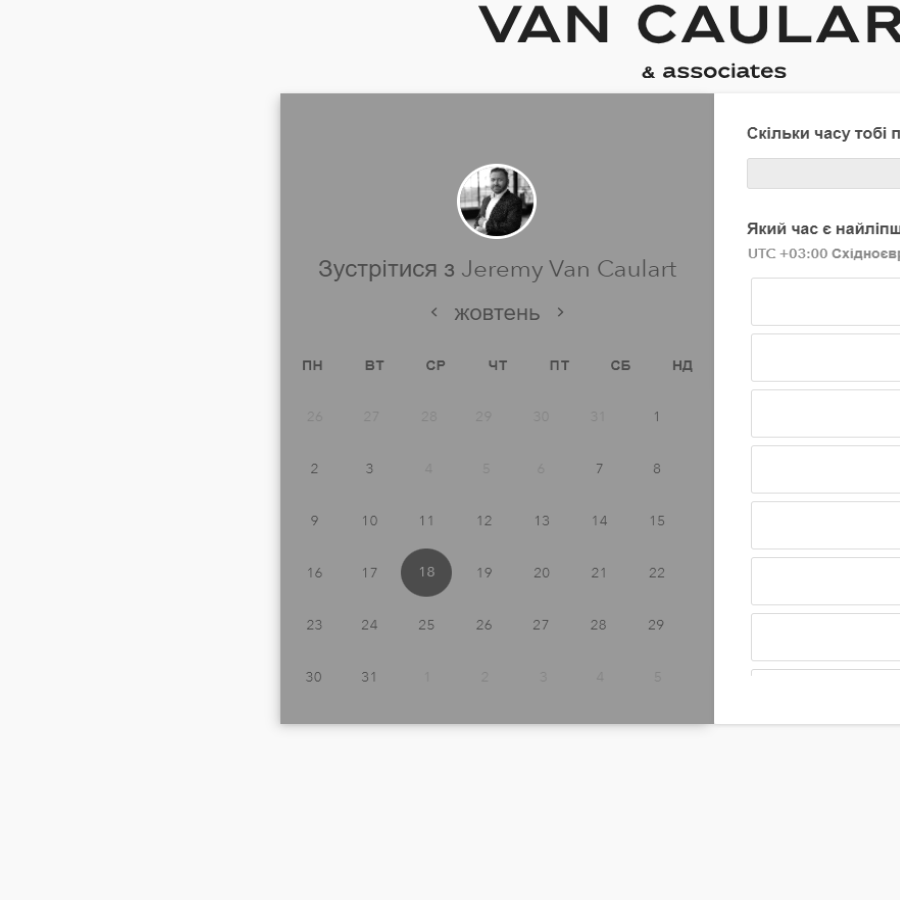 VAN CAULAR
& associates
Зустрітися з Jeremy Van Caulart
жовтень
ПН ВТ СР ЧТ ПТ СБ НД
26 27 28 29 30 31 1
2 3 4 5 6 7 8
9 10 11 12 13 14 15
16 17 18 19 20 21 22
23 24 25 26 27 28 29
30 31 1 2 3 4 5
Скільки часу тобі п
Який час є найліпш
UTC +03:00 Східноєвр